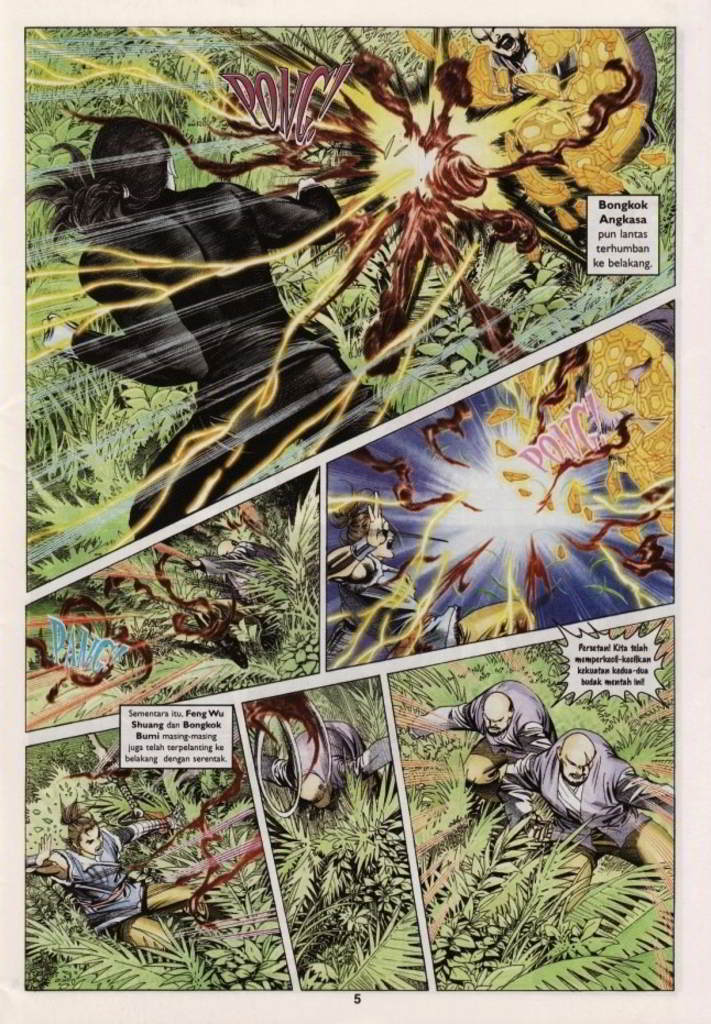 PONG!
Bongkok
Angkasa
pun lantas
terhumban
ke belakang.
PONG!
PONG!
Sementara itu, Feng Wu
Shuang dan Bongkok
Bumi masing-masing
juga telah terpelanting ke
belakang dengan serentak.
Persetan! Kita telah
memperkecil-kecilkan
kekuatan kedua-dua
budak mentah ini!
5